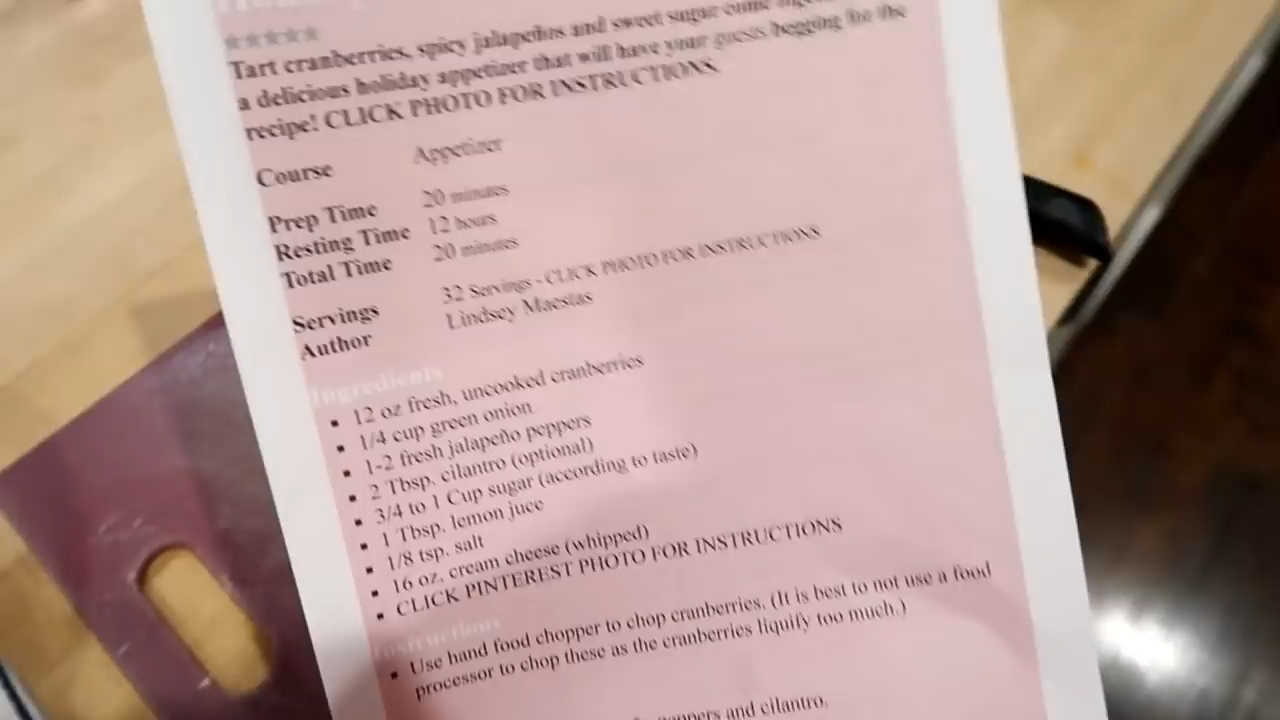 Tart cranberries, spicy jalapeños and sweet sugar come
a delicious holiday appetizer that will have your guests begging for the
recipe! CLICK PHOTO FOR INSTRUCTIONS.
Course Appetizer
Prep Time 20 minutes
Resting Time 12 hours
Total Time 20 minutes
Servings 32 Servings - CLICK PHOTO FOR INSTRUCTIONS
Author Lindsey Maestas
Ingredients
▪ 12 oz fresh, uncooked cranberries
▪ 1/4 cup green onion
▪ 1-2 fresh jalapeño peppers
▪ 2 Tbsp. cilantro (optional)
▪ 3/4 to 1 Cup sugar (according to taste)
▪ 1 Tbsp. lemon juce
▪ 1/8 tsp. salt
▪ 16 oz. cream cheese (whipped)
▪ CLICK PINTEREST PHOTO FOR INSTRUCTIONS
Instructions
▪ Use hand food chopper to chop cranberries. (It is best to not use a food
processor to chop these as the cranberries liquify too much.)
peppers and cilantro.